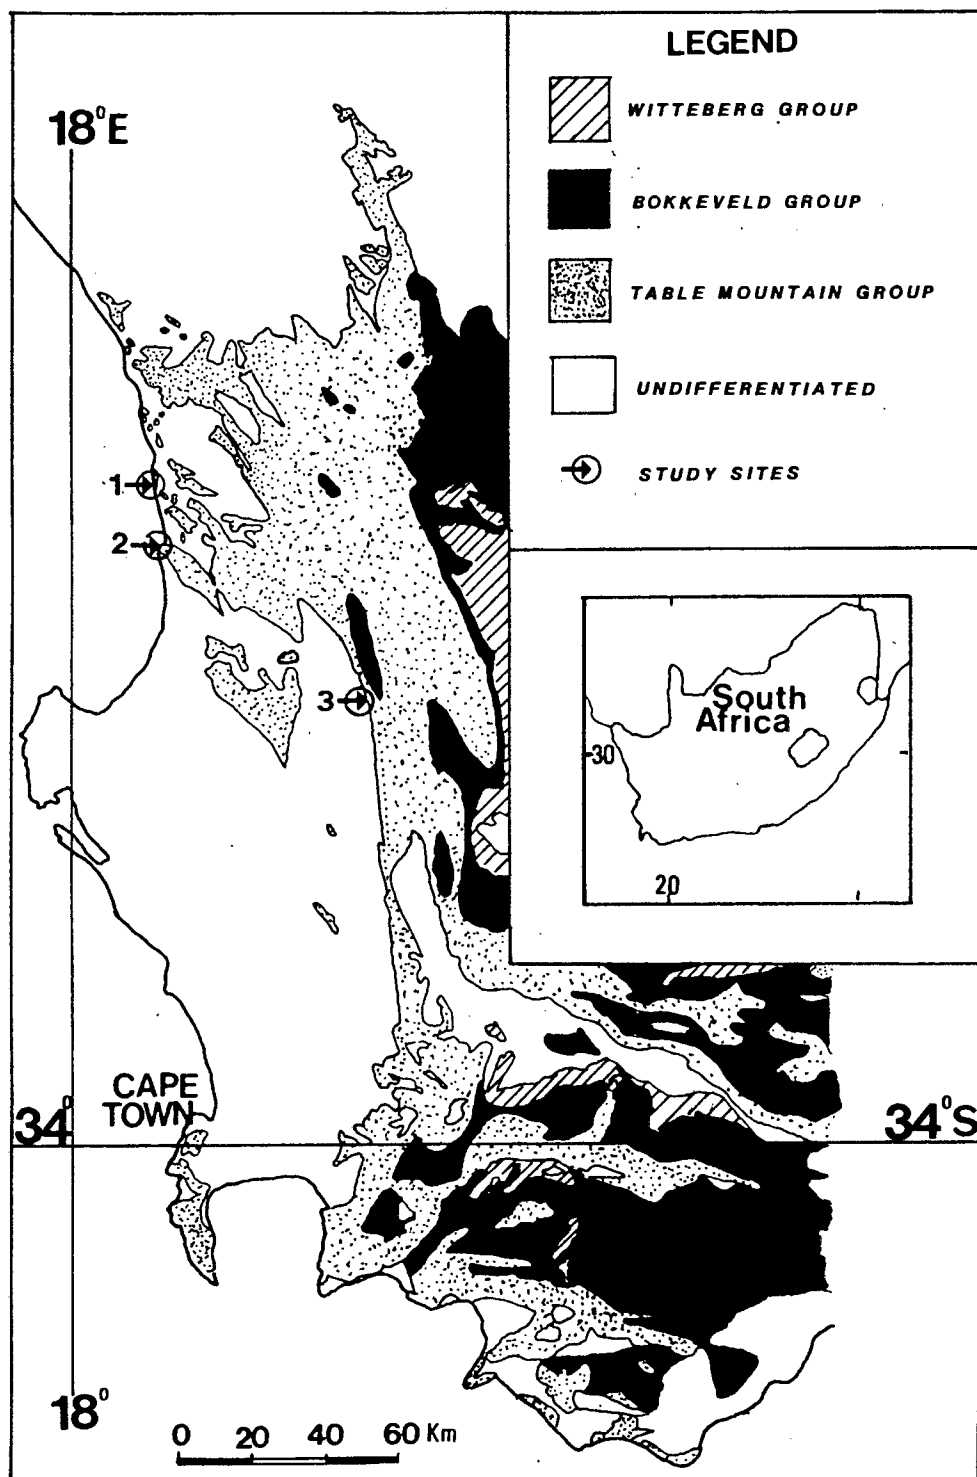 LEGEND
WITTEBERG GROUP
BOKKEVELD GROUP
TABLE MOUNTAIN GROUP
UNDIFFERENTIATED
STUDY SITES
18°E
1
2
3
South
Africa
30
20
CAPE
TOWN
34°
34°S
18°
0 20 40 60 Km